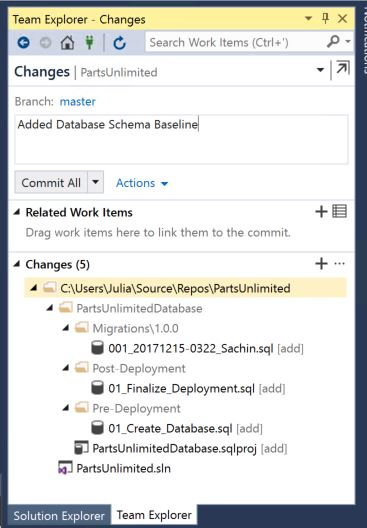 Team Explorer - Changes
Search Work Items (Ctrl+')
Changes | PartsUnlimited
Branch: master
Added Database Schema Baseline
Commit All
Actions
Related Work Items
Drag work items here to link them to the commit.
Changes (5)
C:\Users\Julia\Source\Repos\PartsUnlimited
PartsUnlimitedDatabase
Migrations\1.0.0
001_20171215-0322_Sachin.sql [add]
Post-Deployment
01_Finalize_Deployment.sql [add]
Pre-Deployment
01_Create_Database.sql [add]
PartsUnlimitedDatabase.sqlproj [add]
PartsUnlimited.sln
Solution Explorer Team Explorer